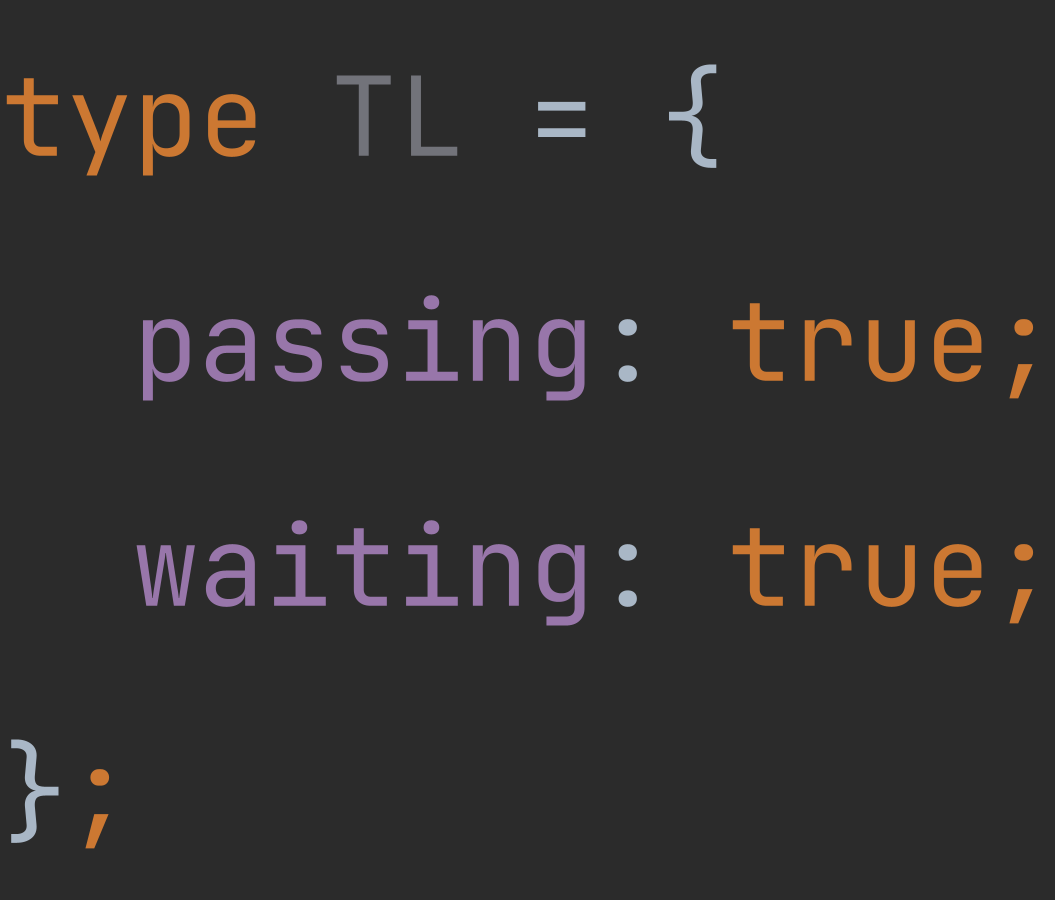 type TL = {
  passing: true;
  waiting: true;
};